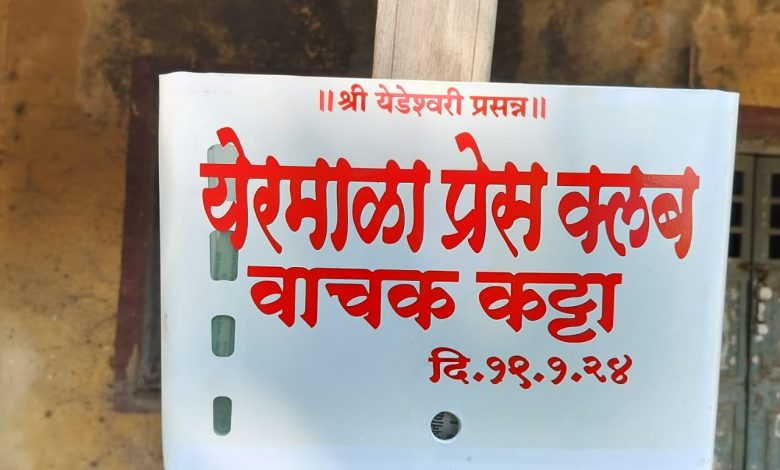 ॥श्री येडेश्वरी प्रसन्न॥
येरमाळा प्रेस क्लब
वाचक कट्टा
दि.१९.१.२४